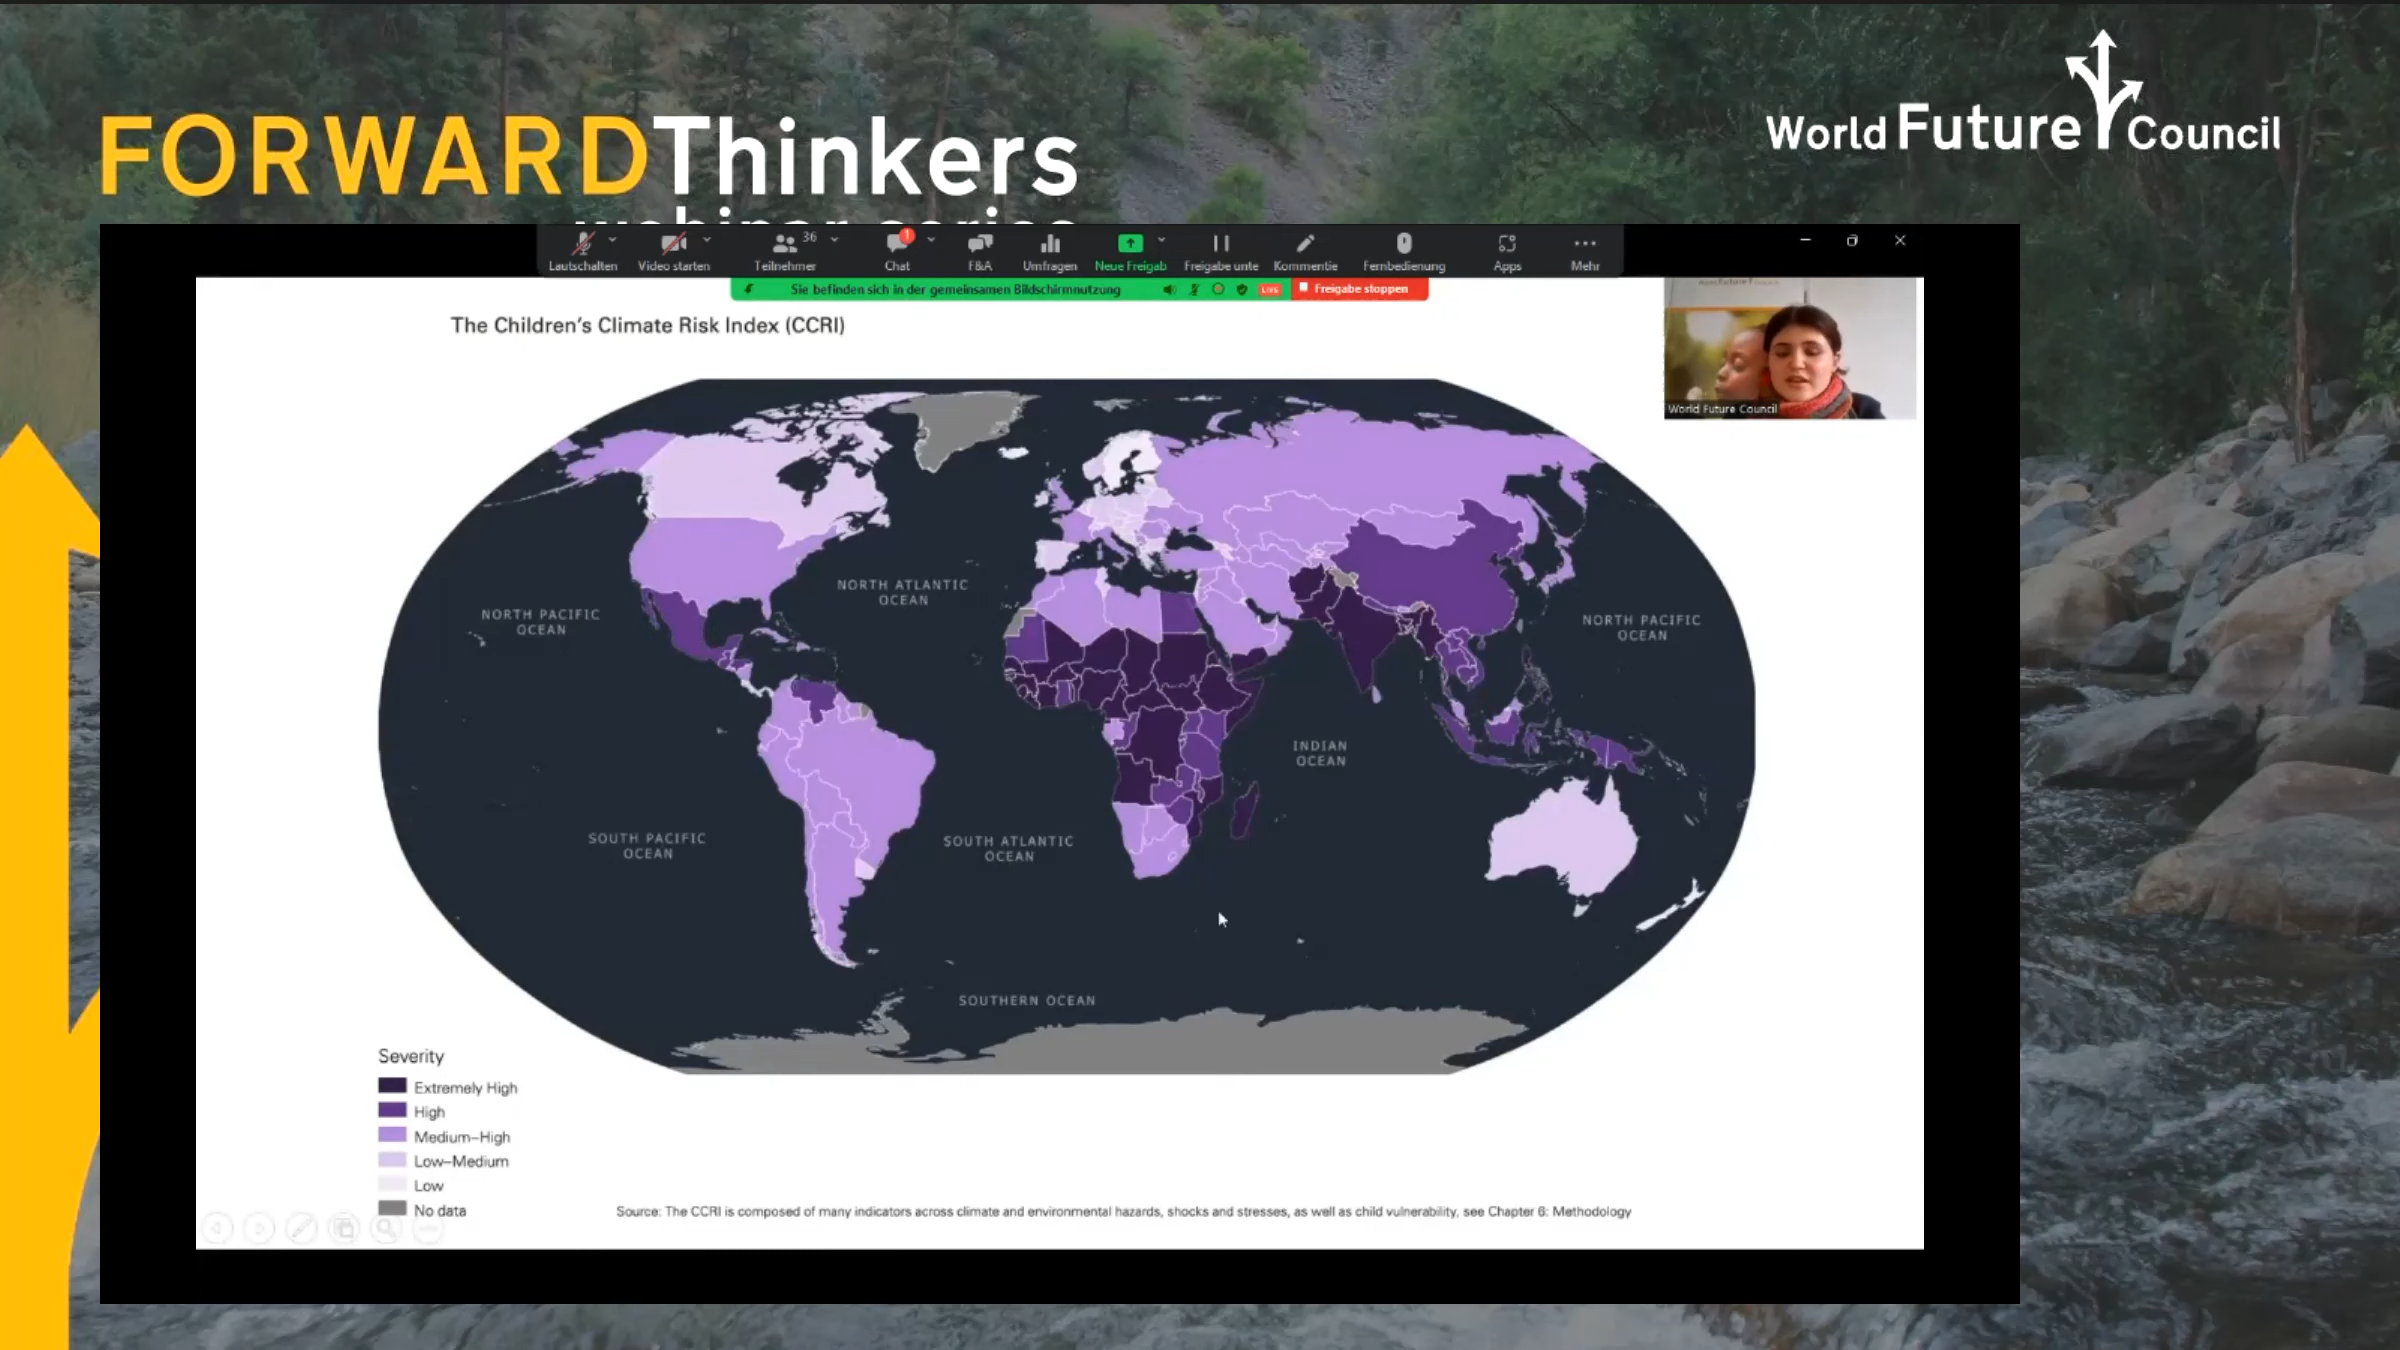 FORWARDThinkers
webinar series
World Future Council
36
1
Lautschalten
Video starten
Teilnehmer
Chat
F&A
Umfragen
Neue Freigab
Freigabe unte
Kommentie
Fernbedienung
Apps
Mehr
Sie befinden sich in der gemeinsamen Bildschirmnutzung
LIVE
Freigabe stoppen
The Children's Climate Risk Index (CCRI)
World Future Council
NORTH PACIFIC
OCEAN
NORTH ATLANTIC
OCEAN
NORTH PACIFIC
OCEAN
INDIAN
OCEAN
SOUTH PACIFIC
OCEAN
SOUTH ATLANTIC
OCEAN
SOUTHERN OCEAN
Severity
Extremely High
High
Medium–High
Low–Medium
Low
No data
Source: The CCRI is composed of many indicators across climate and environmental hazards, shocks and stresses, as well as child vulnerability, see Chapter 6: Methodology